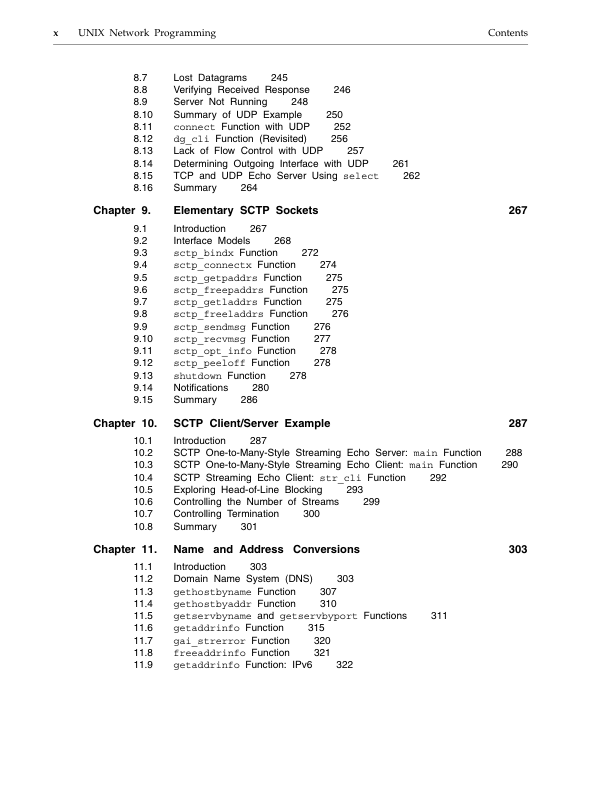 x UNIX Network Programming Contents
8.7 Lost Datagrams 245
8.8 Verifying Received Response 246
8.9 Server Not Running 248
8.10 Summary of UDP Example 250
8.11 connect Function with UDP 252
8.12 dg_cli Function (Revisited) 256
8.13 Lack of Flow Control with UDP 257
8.14 Determining Outgoing Interface with UDP 261
8.15 TCP and UDP Echo Server Using select 262
8.16 Summary 264
Chapter 9. Elementary SCTP Sockets 267
9.1 Introduction 267
9.2 Interface Models 268
9.3 sctp_bindx Function 272
9.4 sctp_connectx Function 274
9.5 sctp_getpaddrs Function 275
9.6 sctp_freepaddrs Function 275
9.7 sctp_getladdrs Function 275
9.8 sctp_freeladdrs Function 276
9.9 sctp_sendmsg Function 276
9.10 sctp_recvmsg Function 277
9.11 sctp_opt_info Function 278
9.12 sctp_peeloff Function 278
9.13 shutdown Function 278
9.14 Notifications 280
9.15 Summary 286
Chapter 10. SCTP Client/Server Example 287
10.1 Introduction 287
10.2 SCTP One-to-Many-Style Streaming Echo Server: main Function 288
10.3 SCTP One-to-Many-Style Streaming Echo Client: main Function 290
10.4 SCTP Streaming Echo Client: str_cli Function 292
10.5 Exploring Head-of-Line Blocking 293
10.6 Controlling the Number of Streams 299
10.7 Controlling Termination 300
10.8 Summary 301
Chapter 11. Name and Address Conversions 303
11.1 Introduction 303
11.2 Domain Name System (DNS) 303
11.3 gethostbyname Function 307
11.4 gethostbyaddr Function 310
11.5 getservbyname and getservbyport Functions 311
11.6 getaddrinfo Function 315
11.7 gai_strerror Function 320
11.8 freeaddrinfo Function 321
11.9 getaddrinfo Function: IPv6 322